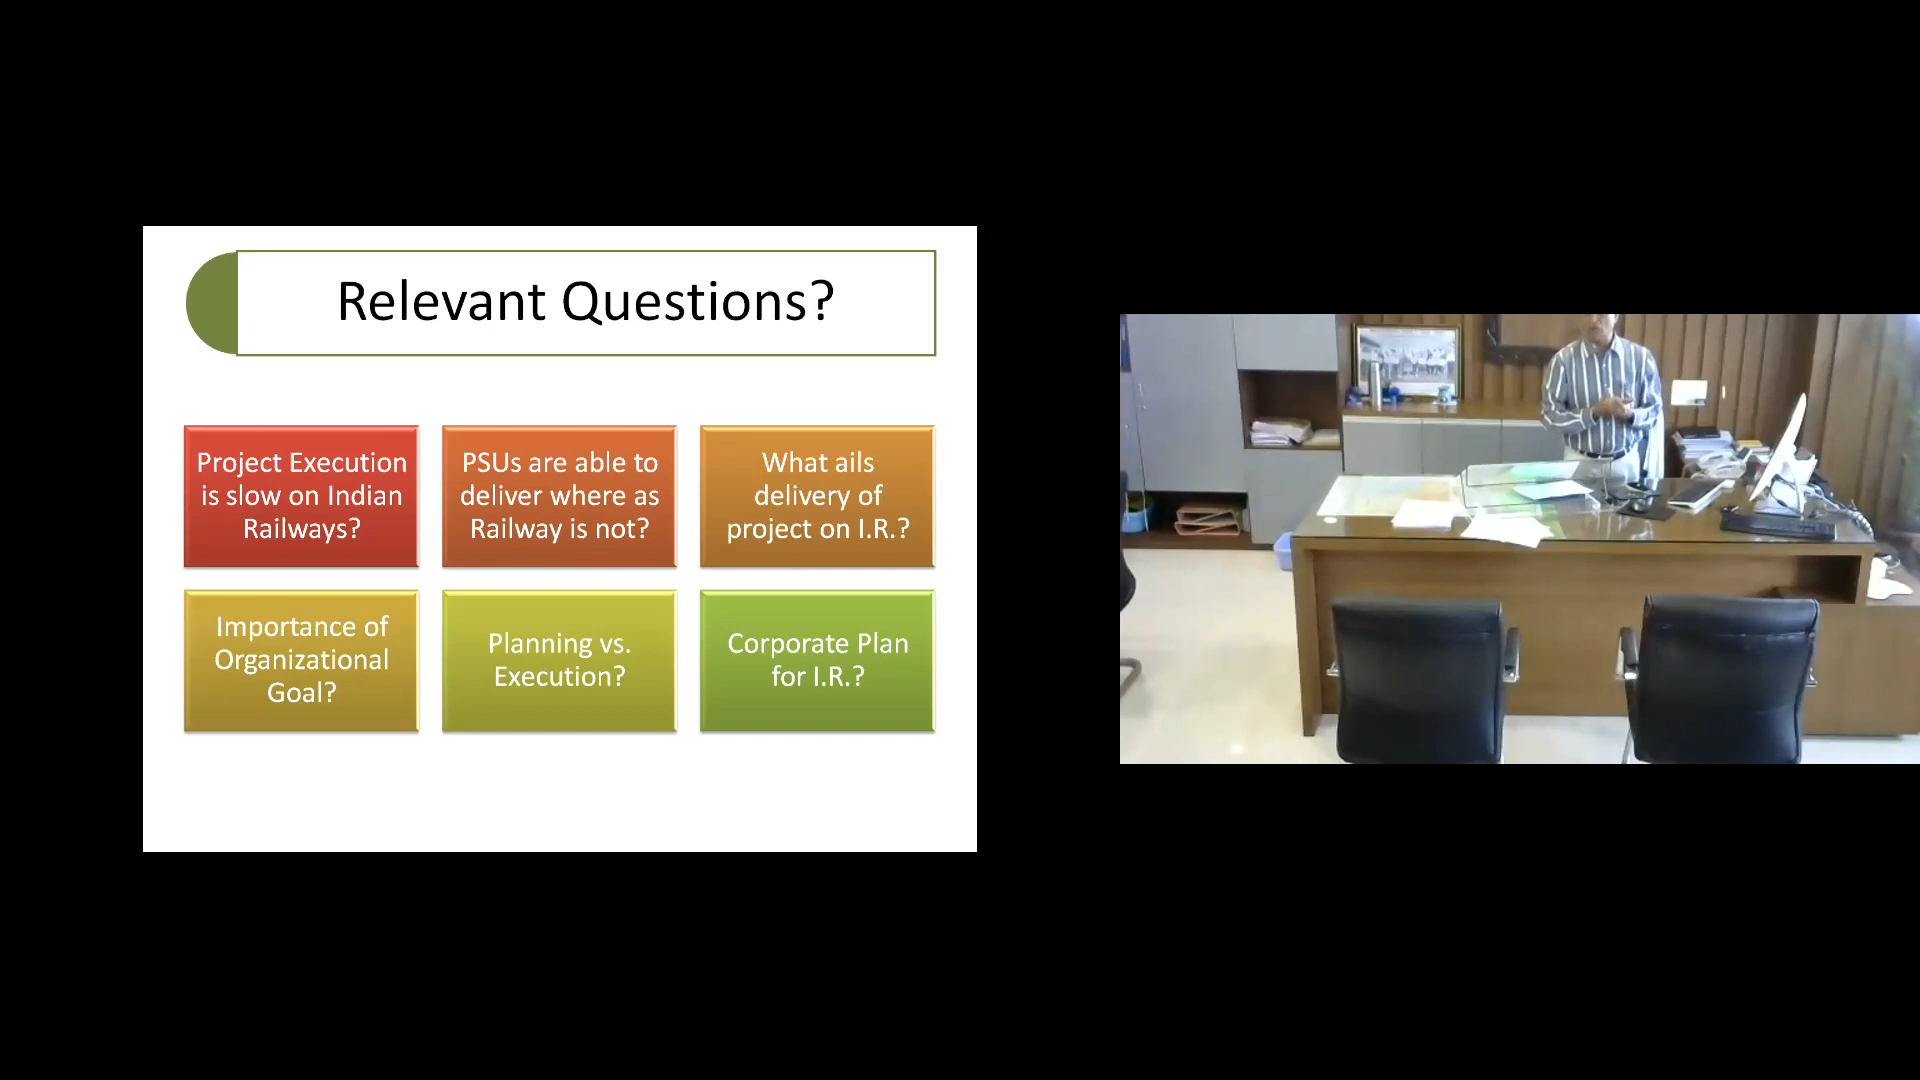 Relevant Questions?
Project Execution
is slow on Indian
Railways?
PSUs are able to
deliver where as
Railway is not?
What ails
delivery of
project on I.R.?
Importance of
Organizational
Goal?
Planning vs.
Execution?
Corporate Plan
for I.R.?